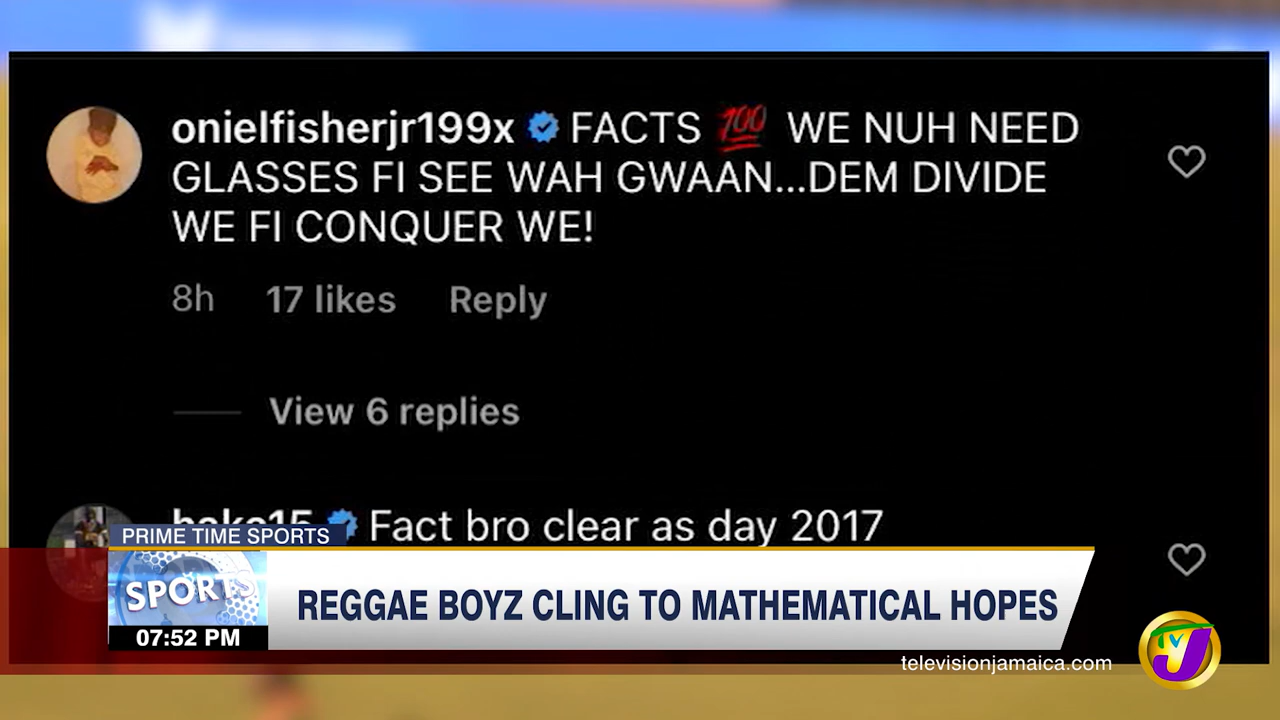 onielfisherjr199x FACTS 💯 WE NUH NEED
GLASSES FI SEE WAH GWAAN...DEM DIVIDE
WE FI CONQUER WE!
8h 17 likes Reply
View 6 replies
Fact bro clear as day 2017
PRIME TIME SPORTS
SPORTS
REGGAE BOYZ CLING TO MATHEMATICAL HOPES
07:52 PM
televisionjamaica.com
TVJ